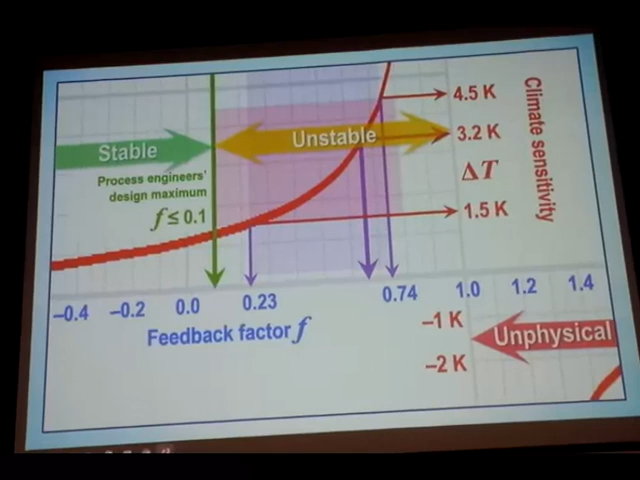 4.5 K
Stable
Unstable
3.2 K
ΔT
Climate sensitivity
Process engineers'
design maximum
f ≤ 0.1
1.5 K
–0.4 –0.2 0.0 0.23 0.74 1.0 1.2 1.4
Feedback factor f
–1 K
Unphysical
–2 K